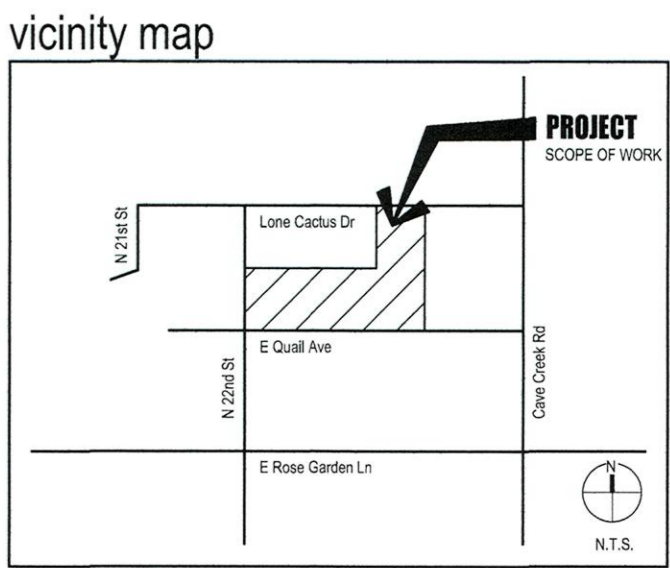 vicinity map
PROJECT
SCOPE OF WORK
N 21st St
Lone Cactus Dr
E Quail Ave
N 22nd St
Cave Creek Rd
E Rose Garden Ln
N
N.T.S.